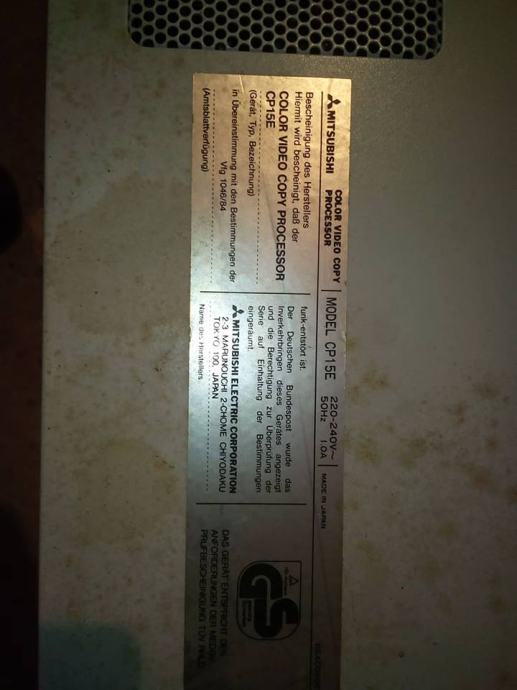 MITSUBISHI
COLOR VIDEO COPY
PROCESSOR
MODEL CP15E
220-240V~
50Hz 1.0A
MADE IN JAPAN
Bescheinigung des Herstellers
Hiermit wird bescheinigt, daß der
COLOR VIDEO COPY PROCESSOR
CP15E
(Gerät, Typ, Bezeichnung)
in Übereinstimmung mit den Bestimmungen der
Vfg 1046/84
(Amtsblattverfügung)
funk-entstört ist.
Der Deutschen Bundespost wurde das
Inverkehrbringen dieses Gerätes angezeigt
und die Berechtigung zur Überprüfung der
Serie auf Einhaltung der Bestimmungen
eingeräumt.
MITSUBISHI ELECTRIC CORPORATION
2-3, MARUNOUCHI 2-CHOME CHIYODAKU
TOKYO 100, JAPAN
Name des Herstellers
GS
DAS GERÄT ENTSPRICHT DEN
ANFORDERUNGEN DER MEDGV
PRÜFBESCHEINIGUNG TÜV